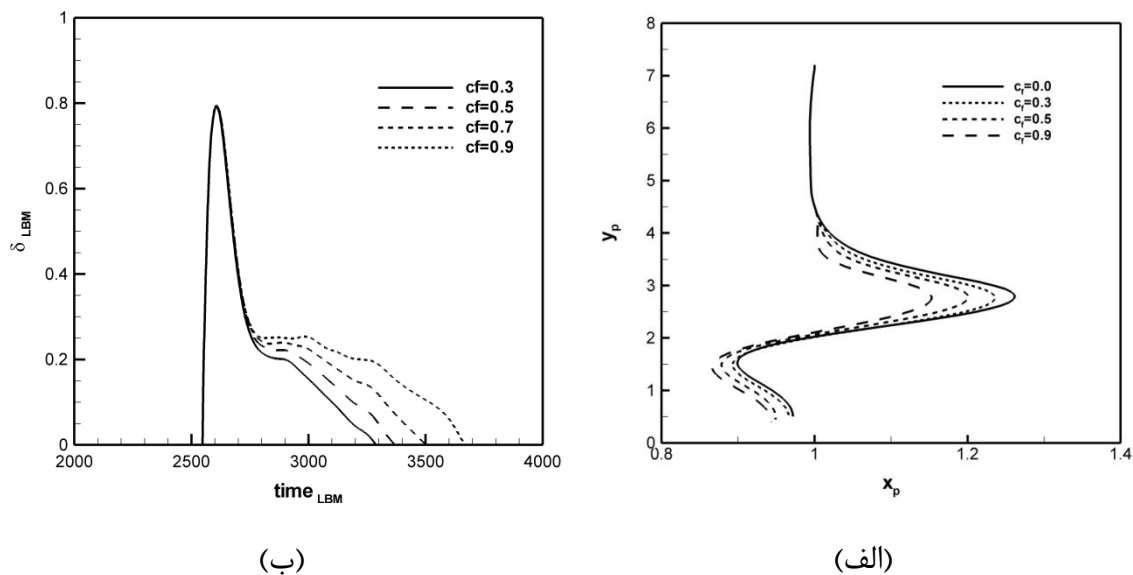 1
0.8
0.6
0.4
0.2
0
δ LBM
cf=0.3
cf=0.5
cf=0.7
cf=0.9
2000 2500 3000 3500 4000
time LBM
(ب)
8
7
6
5
4
3
2
1
0
yp
cf=0.0
cf=0.3
cf=0.5
cf=0.9
0.8 1 1.2 1.4
xp
(الف)